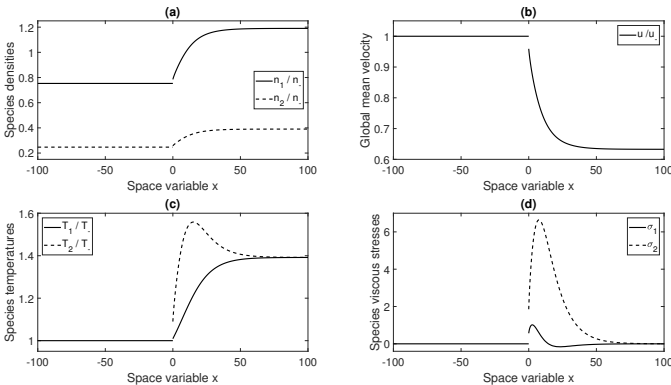 (a)
Species densities
1.2
1
0.8
0.6
0.4
0.2
n1 / n-
n2 / n-
-100 -50 0 50 100
Space variable x
(b)
Global mean velocity
1
0.9
0.8
0.7
0.6
u /u-
-100 -50 0 50 100
Space variable x
(c)
Species temperatures
1.6
1.4
1.2
1
T1 / T-
T2 / T-
-100 -50 0 50 100
Space variable x
(d)
Species viscous stresses
6
4
2
0
σ1
σ2
-100 -50 0 50 100
Space variable x